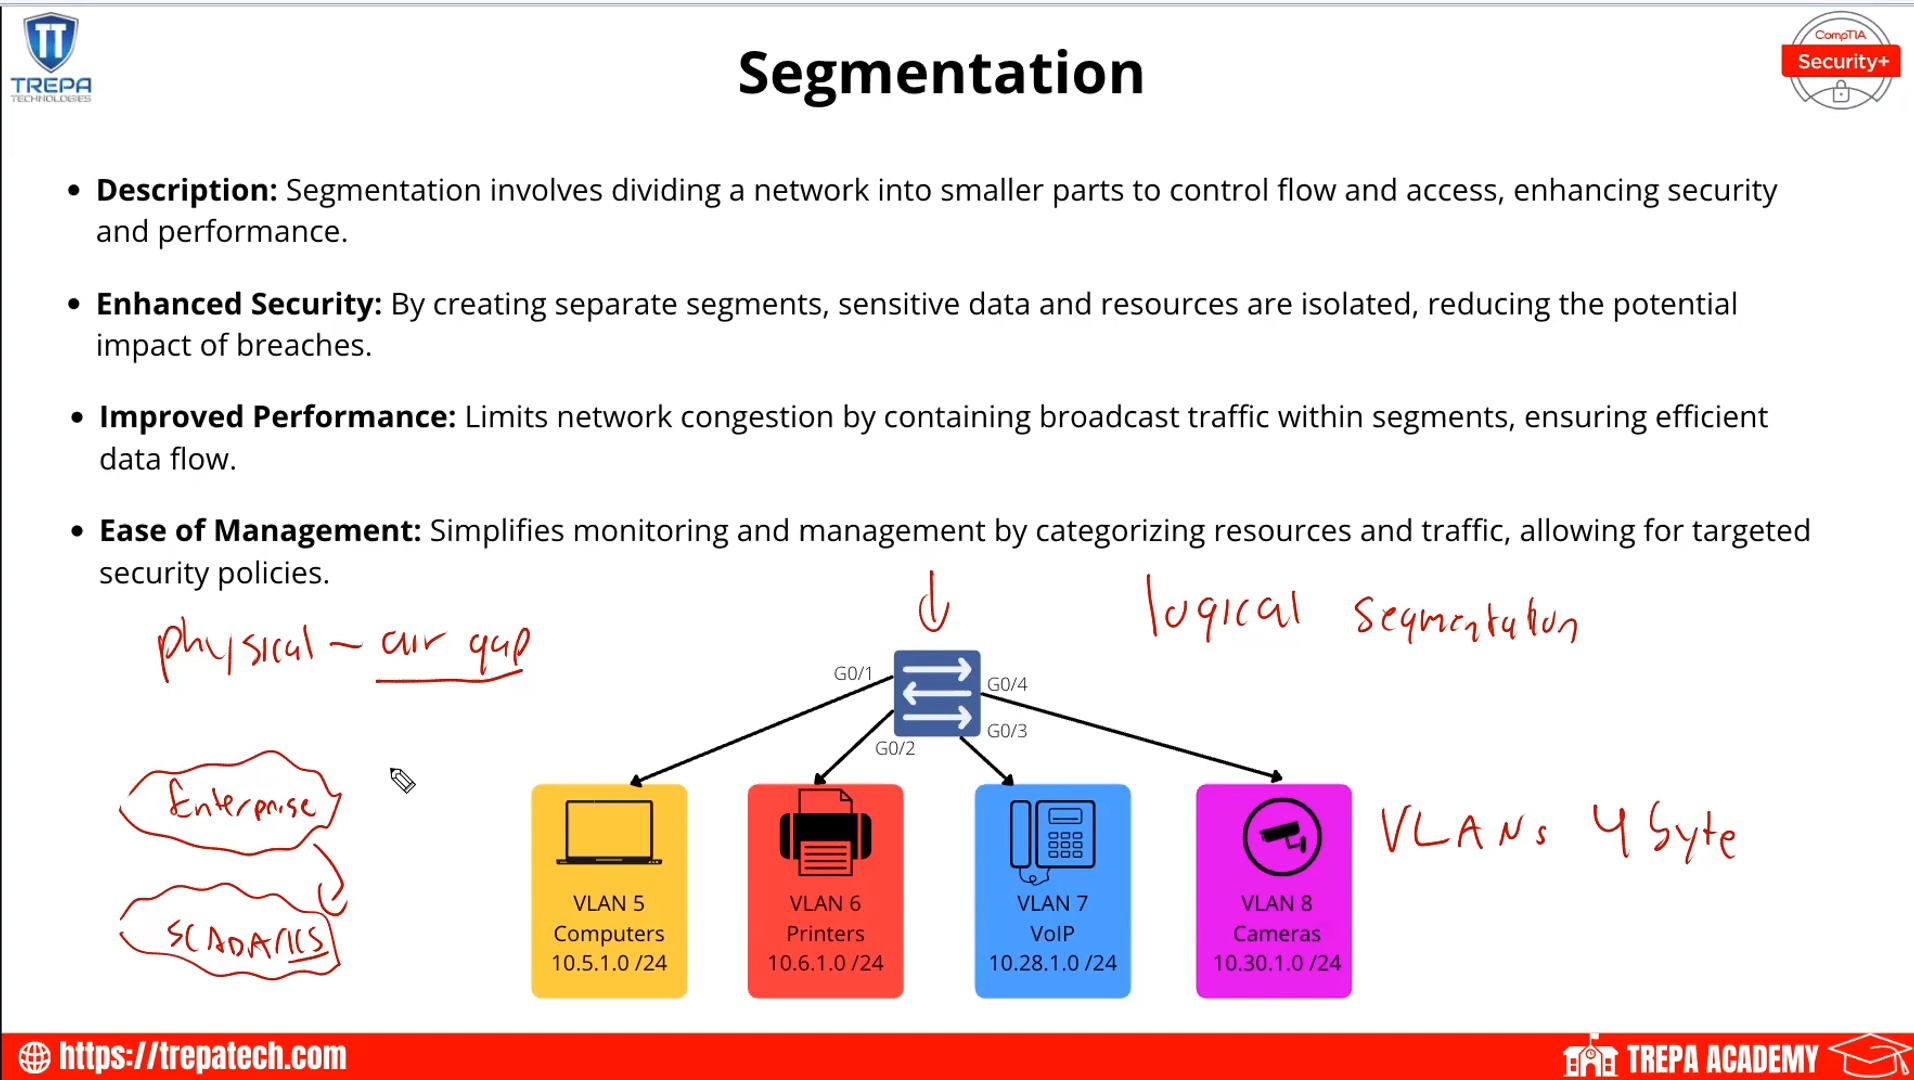 TREPA
TECHNOLOGIES
Segmentation
CompTIA
Security+
• Description: Segmentation involves dividing a network into smaller parts to control flow and access, enhancing security
and performance.
• Enhanced Security: By creating separate segments, sensitive data and resources are isolated, reducing the potential
impact of breaches.
• Improved Performance: Limits network congestion by containing broadcast traffic within segments, ensuring efficient
data flow.
• Ease of Management: Simplifies monitoring and management by categorizing resources and traffic, allowing for targeted
security policies.
physical ~ air gap
logical segmentation
G0/1
G0/4
G0/3
G0/2
Enterprise
SCADA/ICS
VLAN 5
Computers
10.5.1.0 /24
VLAN 6
Printers
10.6.1.0 /24
VLAN 7
VoIP
10.28.1.0 /24
VLAN 8
Cameras
10.30.1.0 /24
VLANs 4 byte
https://trepatech.com
TREPA ACADEMY